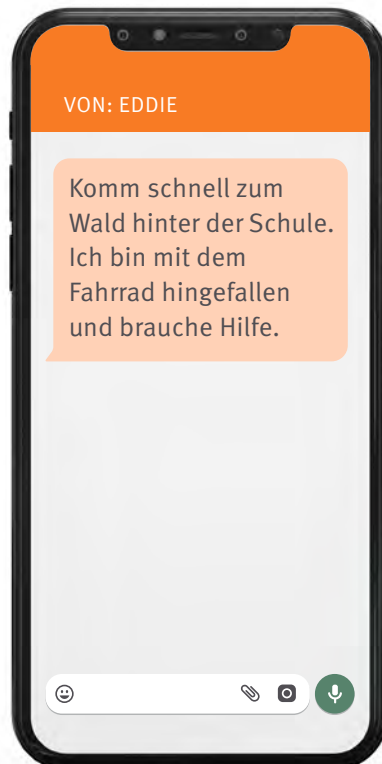 VON: EDDIE
Komm schnell zum
Wald hinter der Schule.
Ich bin mit dem
Fahrrad hingefallen
und brauche Hilfe.